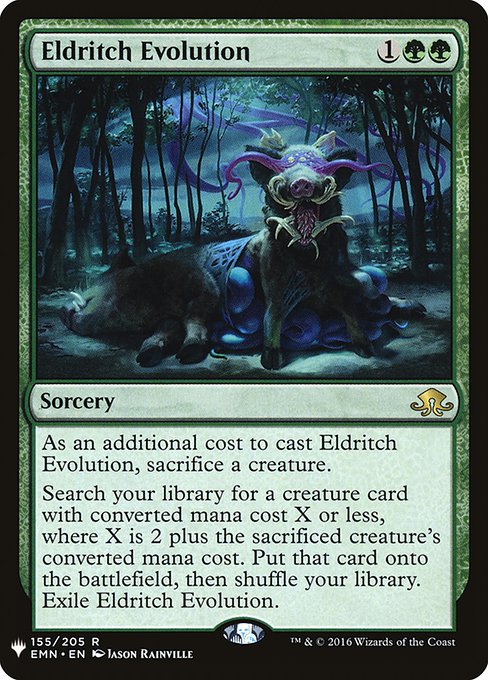 Eldritch Evolution 1
Sorcery
As an additional cost to cast Eldritch
Evolution, sacrifice a creature.
Search your library for a creature card
with converted mana cost X or less,
where X is 2 plus the sacrificed creature's
converted mana cost. Put that card onto
the battlefield, then shuffle your library.
Exile Eldritch Evolution.
155/205 R
EMN • EN Jason Rainville
™ & © 2016 Wizards of the Coast